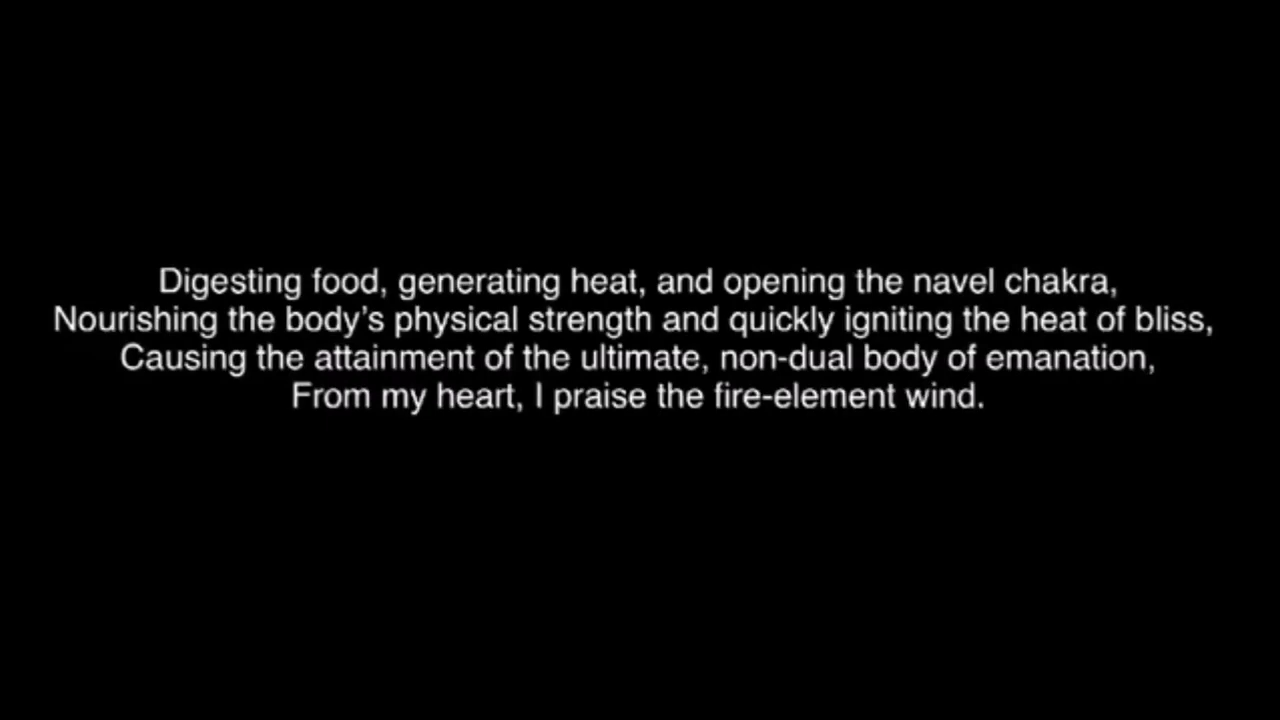 Digesting food, generating heat, and opening the navel chakra,
Nourishing the body's physical strength and quickly igniting the heat of bliss,
Causing the attainment of the ultimate, non-dual body of emanation,
From my heart, I praise the fire-element wind.